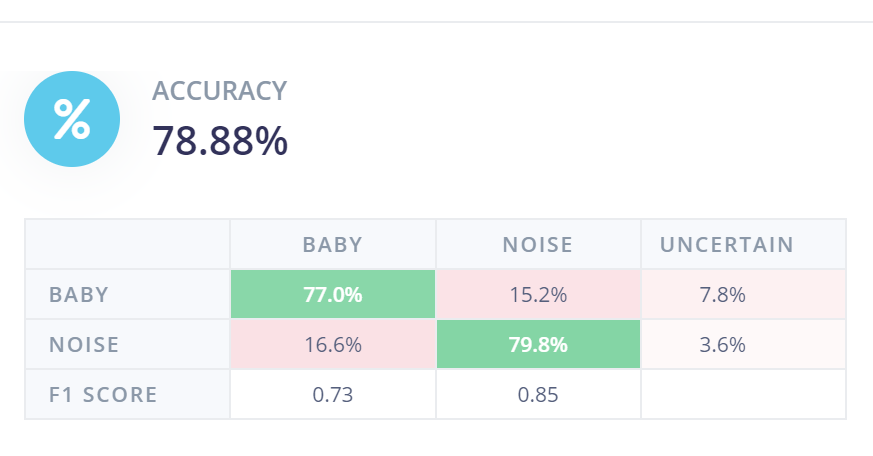 %
ACCURACY
78.88%
BABY NOISE UNCERTAIN
BABY 77.0% 15.2% 7.8%
NOISE 16.6% 79.8% 3.6%
F1 SCORE 0.73 0.85